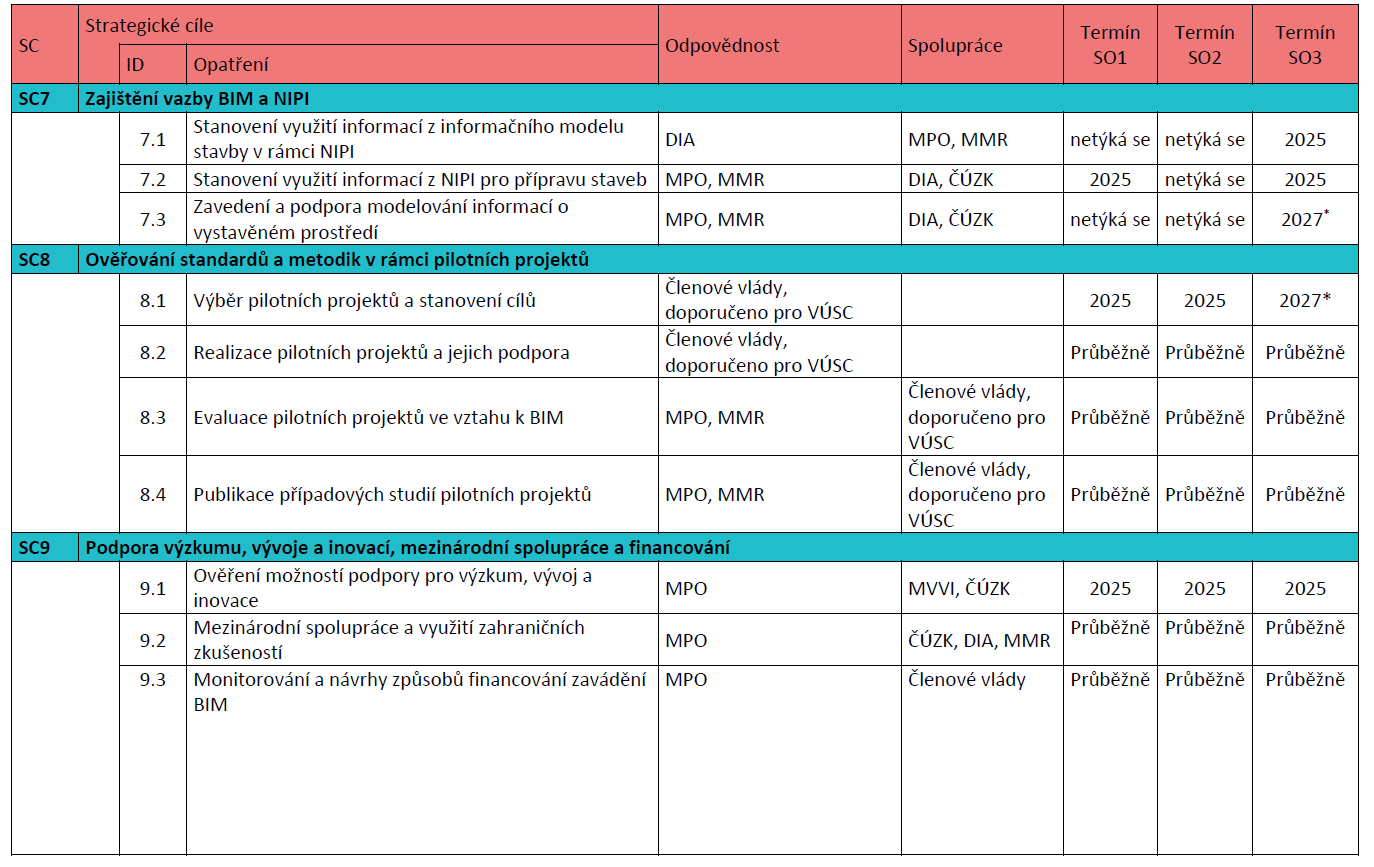 SC
Strategické cíle
ID
Opatření
Odpovědnost
Spolupráce
Termín
SO1
Termín
SO2
Termín
SO3
SC7
Zajištění vazby BIM a NIPI
7.1
Stanovení využití informací z informačního modelu
stavby v rámci NIPI
DIA
MPO, MMR
netýká se
netýká se
2025
7.2
Stanovení využití informací z NIPI pro přípravu staveb
MPO, MMR
DIA, ČÚZK
2025
netýká se
2025
7.3
Zavedení a podpora modelování informací o
vystavěném prostředí
MPO, MMR
DIA, ČÚZK
netýká se
netýká se
2027*
SC8
Ověřování standardů a metodik v rámci pilotních projektů
8.1
Výběr pilotních projektů a stanovení cílů
Členové vlády,
doporučeno pro VÚSC
2025
2025
2027*
8.2
Realizace pilotních projektů a jejich podpora
Členové vlády,
doporučeno pro VÚSC
Průběžně
Průběžně
Průběžně
8.3
Evaluace pilotních projektů ve vztahu k BIM
MPO, MMR
Členové vlády,
doporučeno pro
VÚSC
Průběžně
Průběžně
Průběžně
8.4
Publikace případových studií pilotních projektů
MPO, MMR
Členové vlády,
doporučeno pro
VÚSC
Průběžně
Průběžně
Průběžně
SC9
Podpora výzkumu, vývoje a inovací, mezinárodní spolupráce a financování
9.1
Ověření možností podpory pro výzkum, vývoj a
inovace
MPO
MVVI, ČÚZK
2025
2025
2025
9.2
Mezinárodní spolupráce a využití zahraničních
zkušeností
MPO
ČÚZK, DIA, MMR
Průběžně
Průběžně
Průběžně
9.3
Monitorování a návrhy způsobů financování zavádění
BIM
MPO
Členové vlády
Průběžně
Průběžně
Průběžně